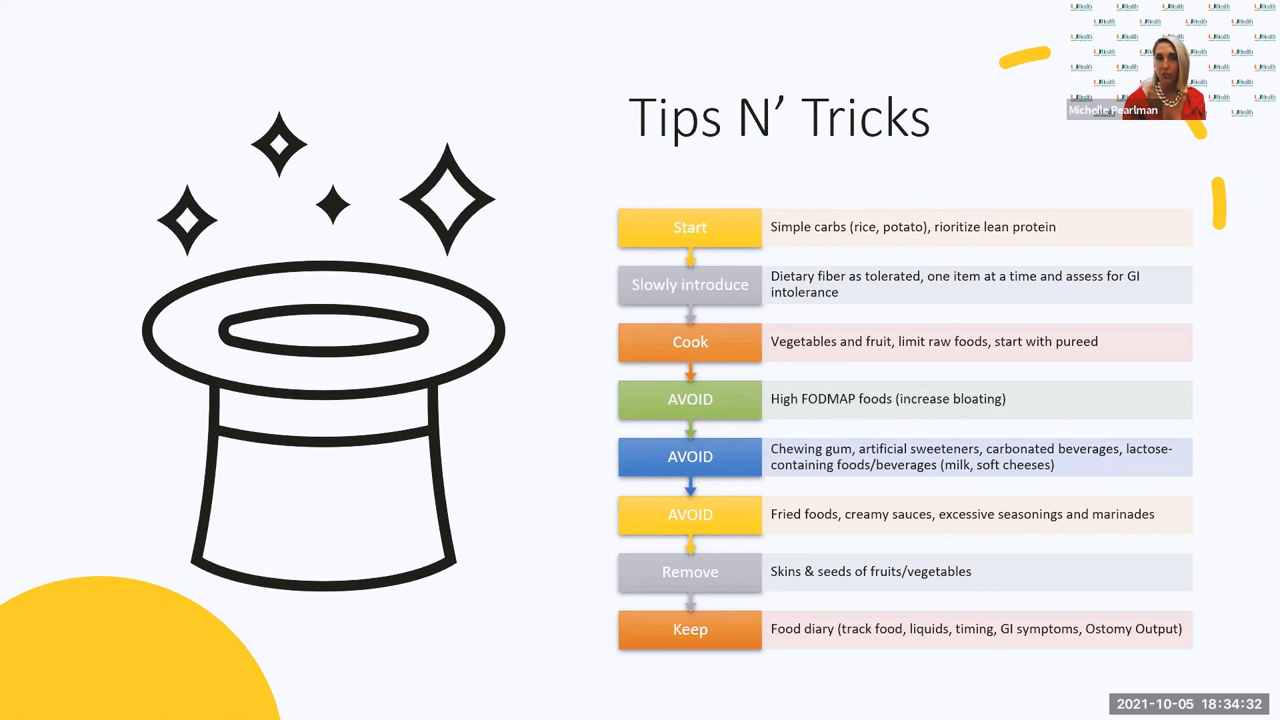 UHealth
Michelle Pearlman
Tips N’ Tricks
Start
Simple carbs (rice, potato), rioritize lean protein
Slowly introduce
Dietary fiber as tolerated, one item at a time and assess for GI
intolerance
Cook
Vegetables and fruit, limit raw foods, start with pureed
AVOID
High FODMAP foods (increase bloating)
AVOID
Chewing gum, artificial sweeteners, carbonated beverages, lactose-
containing foods/beverages (milk, soft cheeses)
AVOID
Fried foods, creamy sauces, excessive seasonings and marinades
Remove
Skins & seeds of fruits/vegetables
Keep
Food diary (track food, liquids, timing, GI symptoms, Ostomy Output)
2021-10-05 18:34:32